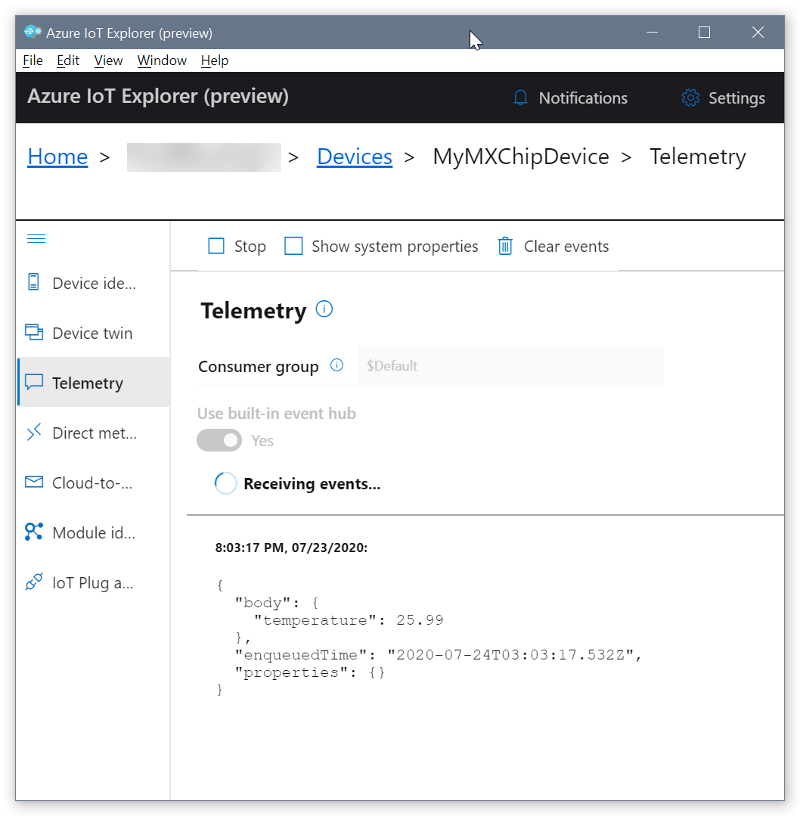 Azure IoT Explorer (preview)
File Edit View Window Help
Azure IoT Explorer (preview) Notifications Settings
Home > > Devices > MyMXChipDevice > Telemetry
Stop Show system properties Clear events
Device ide...
Device twin
Telemetry
Direct met...
Cloud-to-...
Module id...
IoT Plug a...
Telemetry
Consumer group $Default
Use built-in event hub
Yes
Receiving events...
8:03:17 PM, 07/23/2020:
{
"body": {
"temperature": 25.99
},
"enqueuedTime": "2020-07-24T03:03:17.532Z",
"properties": {}
}